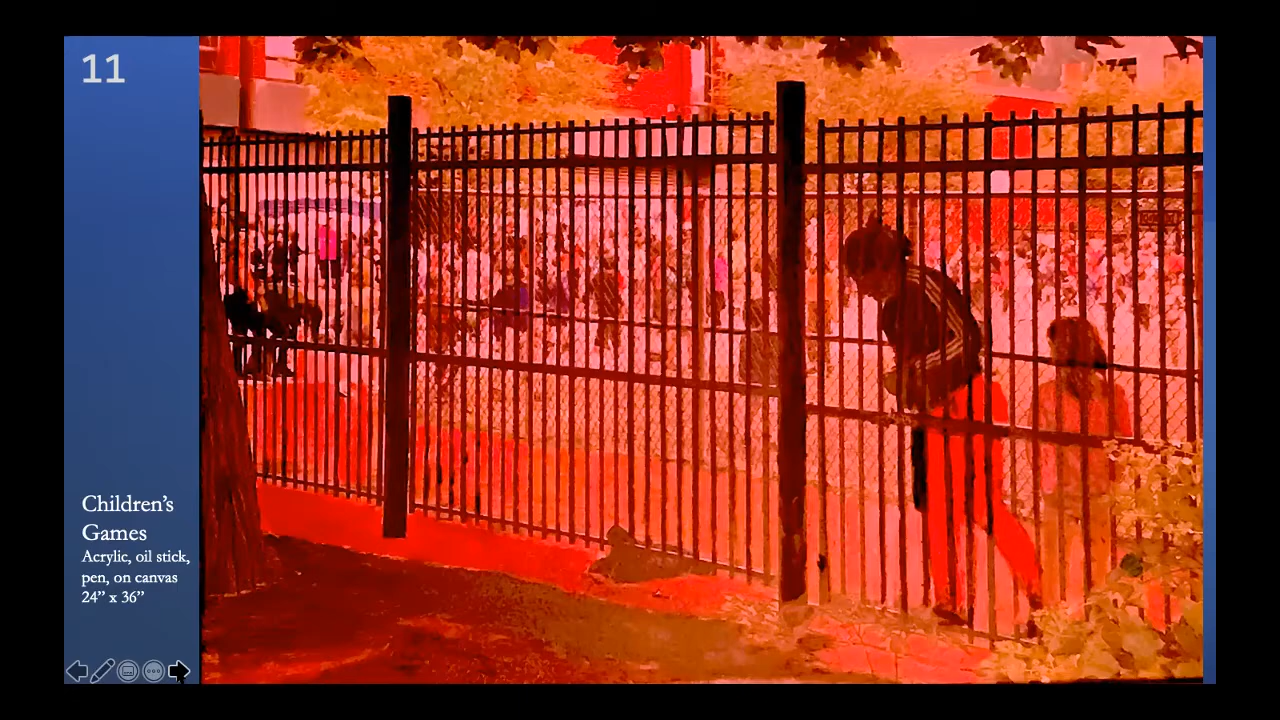 11
Children’s
Games
Acrylic, oil stick,
pen, on canvas
24” x 36”